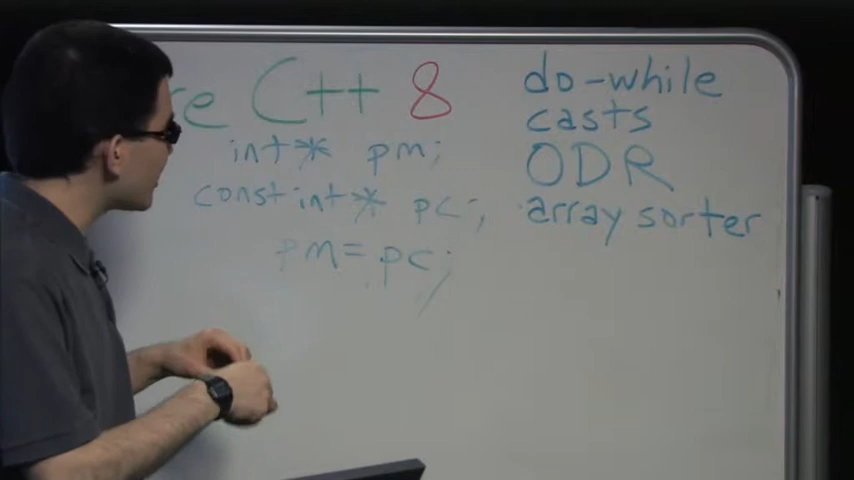 re C++ 8
int* pm;
const int* pc;
pm = pc;
do-while
casts
ODR
array sorter